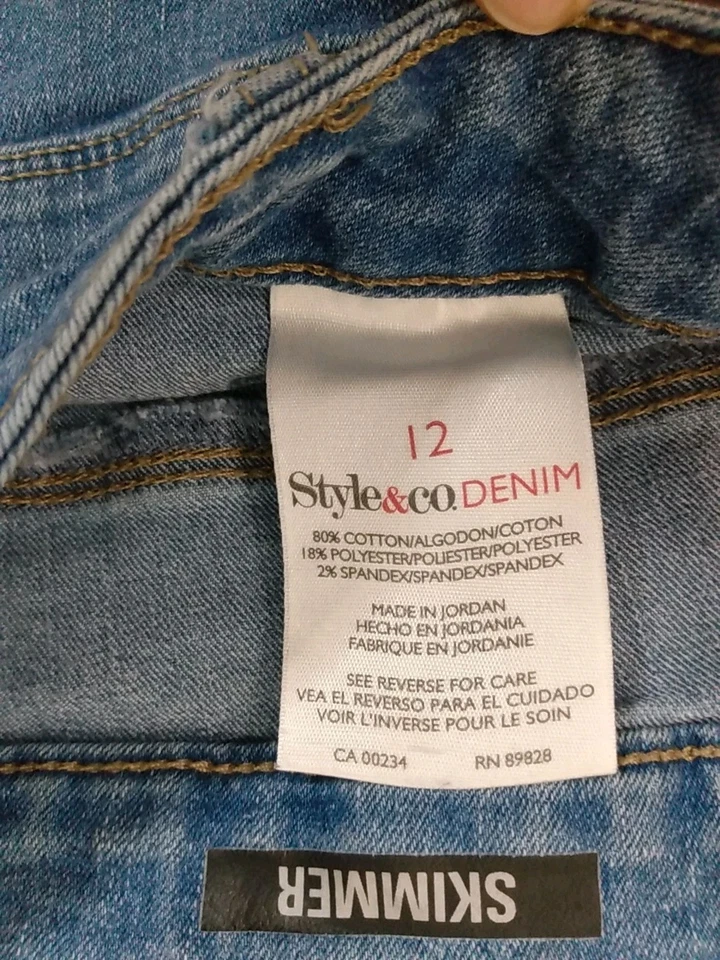 12
Style&co. DENIM
80% COTTON/ALGODON/COTON
18% POLYESTER/POLIESTER/POLYESTER
2% SPANDEX/SPANDEX/SPANDEX
MADE IN JORDAN
HECHO EN JORDANIA
FABRIQUE EN JORDANIE
SEE REVERSE FOR CARE
VEA EL REVERSO PARA EL CUIDADO
VOIR L'INVERSE POUR LE SOIN
CA 00234 RN 89828
SKIMMER